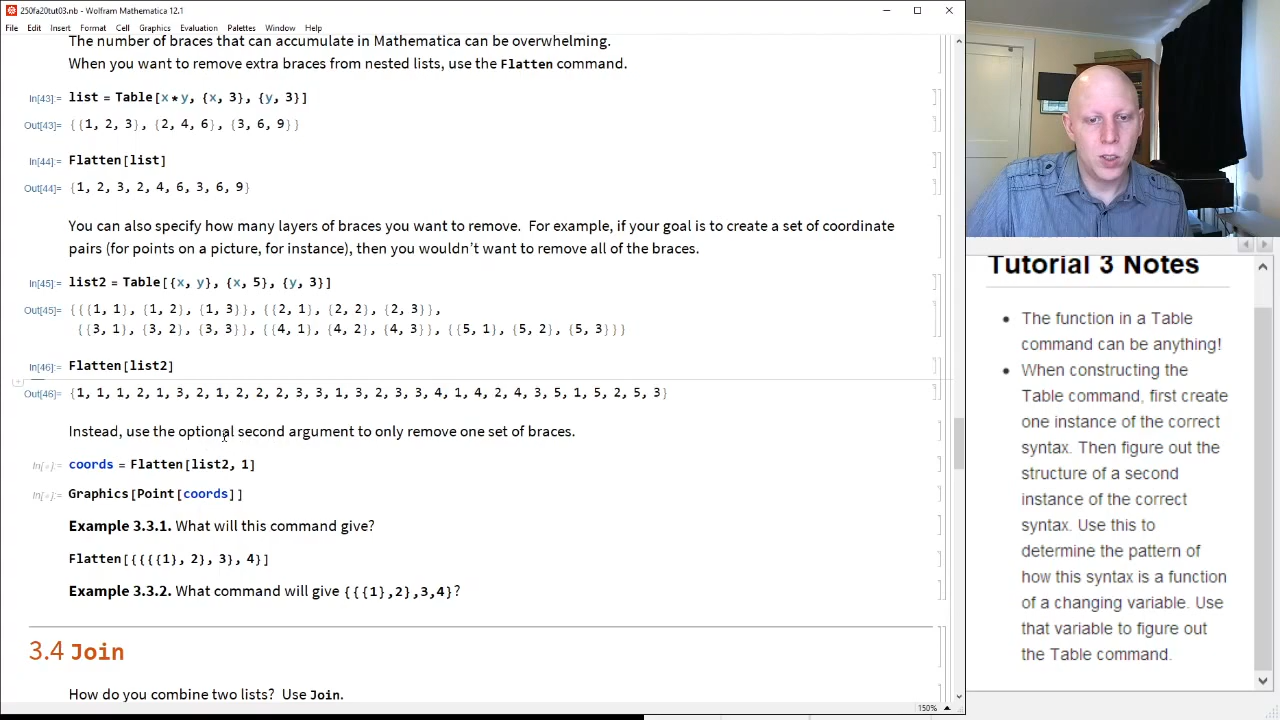 250fa20tut03.nb - Wolfram Mathematica 12.1
File Edit Insert Format Cell Graphics Evaluation Palettes Window Help
The number of braces that can accumulate in Mathematica can be overwhelming.
When you want to remove extra braces from nested lists, use the Flatten command.
In[43]:= list = Table[x*y, {x, 3}, {y, 3}]
Out[43]= {{1, 2, 3}, {2, 4, 6}, {3, 6, 9}}
In[44]:= Flatten[list]
Out[44]= {1, 2, 3, 2, 4, 6, 3, 6, 9}
You can also specify how many layers of braces you want to remove. For example, if your goal is to create a set of coordinate
pairs (for points on a picture, for instance), then you wouldn't want to remove all of the braces.
In[45]:= list2 = Table[{x, y}, {x, 5}, {y, 3}]
Out[45]= {{{1, 1}, {1, 2}, {1, 3}}, {{2, 1}, {2, 2}, {2, 3}},
{{3, 1}, {3, 2}, {3, 3}}, {{4, 1}, {4, 2}, {4, 3}}, {{5, 1}, {5, 2}, {5, 3}}}
In[46]:= Flatten[list2]
Out[46]= {1, 1, 1, 2, 1, 3, 2, 1, 2, 2, 2, 3, 3, 1, 3, 2, 3, 3, 4, 1, 4, 2, 4, 3, 5, 1, 5, 2, 5, 3}
Instead, use the optional second argument to only remove one set of braces.
In[∘]:= coords = Flatten[list2, 1]
In[∘]:= Graphics[Point[coords]]
Example 3.3.1. What will this command give?
Flatten[{{{{1}, 2}, 3}, 4}]
Example 3.3.2. What command will give {{{1},2},3,4}?
3.4 Join
How do you combine two lists? Use Join.
150%
Tutorial 3 Notes
• The function in a Table
command can be anything!
• When constructing the
Table command, first create
one instance of the correct
syntax. Then figure out the
structure of a second
instance of the correct
syntax. Use this to
determine the pattern of
how this syntax is a function
of a changing variable. Use
that variable to figure out
the Table command.